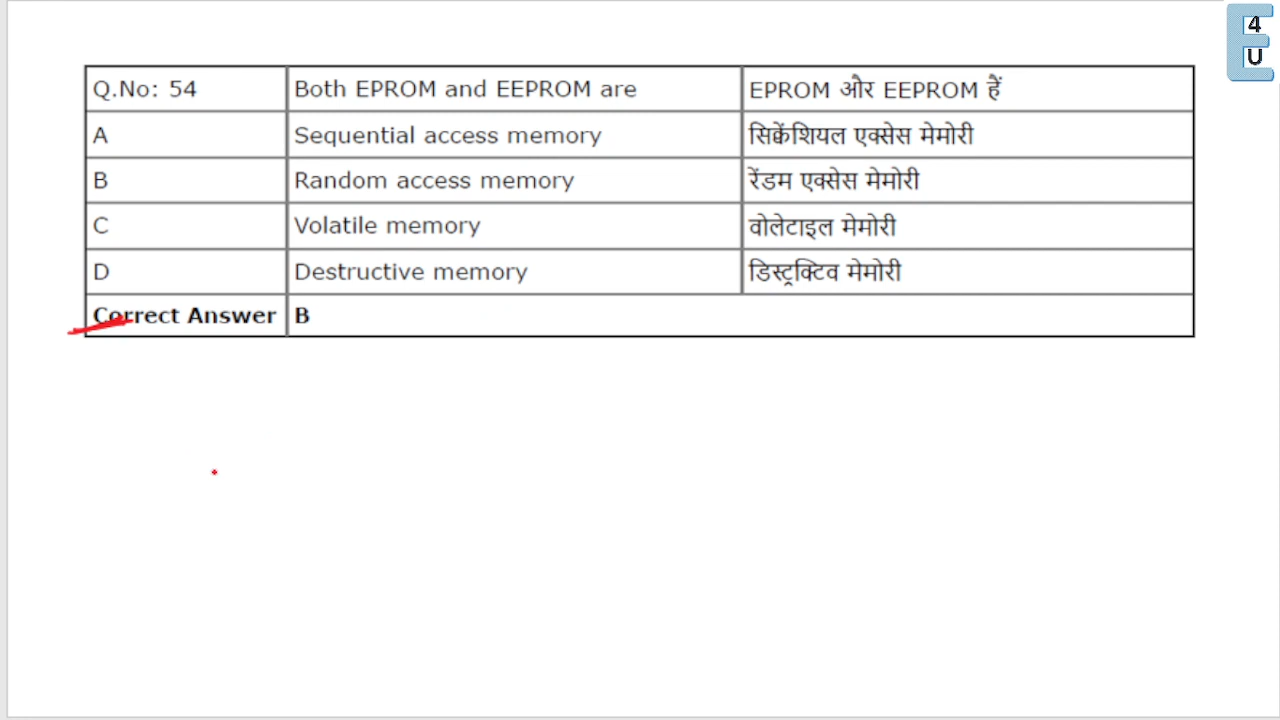 4
U
Q.No: 54 Both EPROM and EEPROM are EPROM और EEPROM हैं
A Sequential access memory सिक्वेंशियल एक्सेस मेमोरी
B Random access memory रेंडम एक्सेस मेमोरी
C Volatile memory वोलेटाइल मेमोरी
D Destructive memory डिस्ट्रक्टिव मेमोरी
Correct Answer B